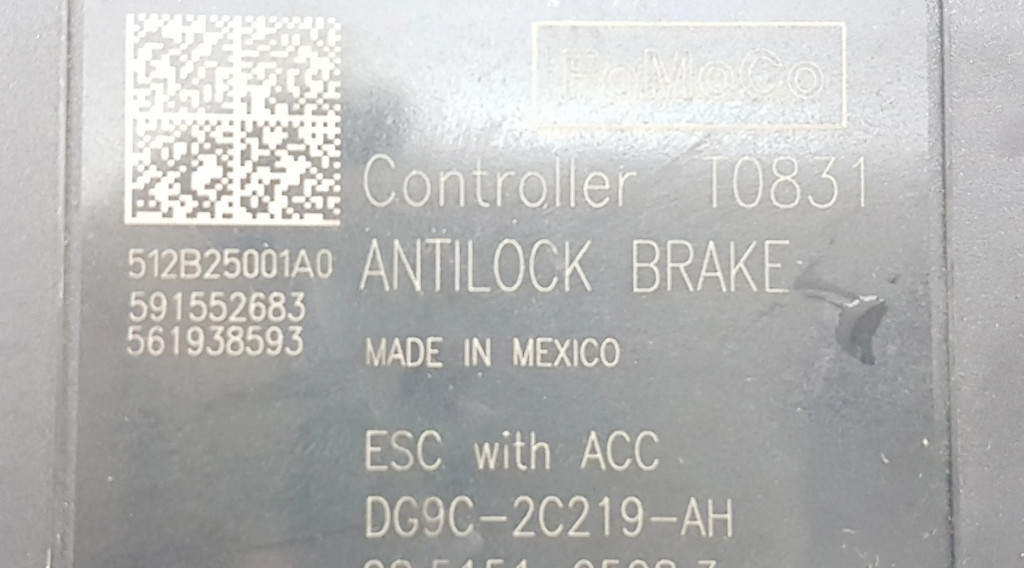 FoMoCo
Controller T0831
512B25001A0
ANTILOCK BRAKE
591552683
561938593
MADE IN MEXICO
ESC with ACC
DG9C-2C219-AH